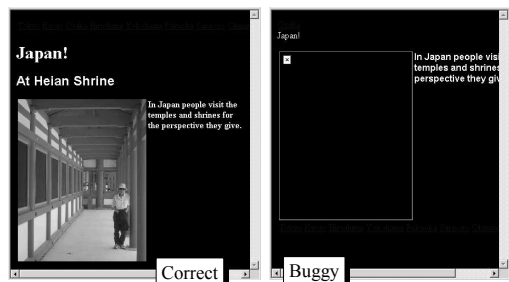 Japan!
At Heian Shrine
In Japan people visit the
temples and shrines for
the perspective they give.
Correct
Japan!
In Japan people visi
temples and shrines
perspective they giv
Buggy